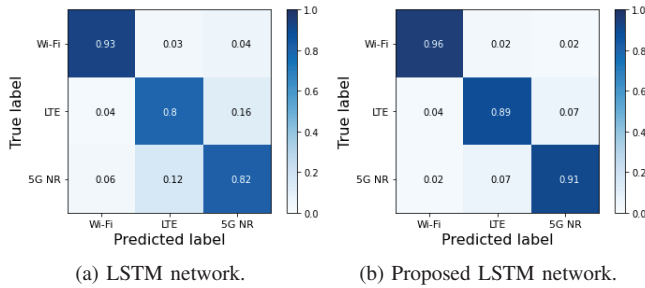 True label
Wi-Fi 0.93 0.03 0.04
LTE 0.04 0.8 0.16
5G NR 0.06 0.12 0.82
Wi-Fi LTE 5G NR
Predicted label
1.0
0.8
0.6
0.4
0.2
0.0
(a) LSTM network.
True label
Wi-Fi 0.96 0.02 0.02
LTE 0.04 0.89 0.07
5G NR 0.02 0.07 0.91
Wi-Fi LTE 5G NR
Predicted label
1.0
0.8
0.6
0.4
0.2
0.0
(b) Proposed LSTM network.